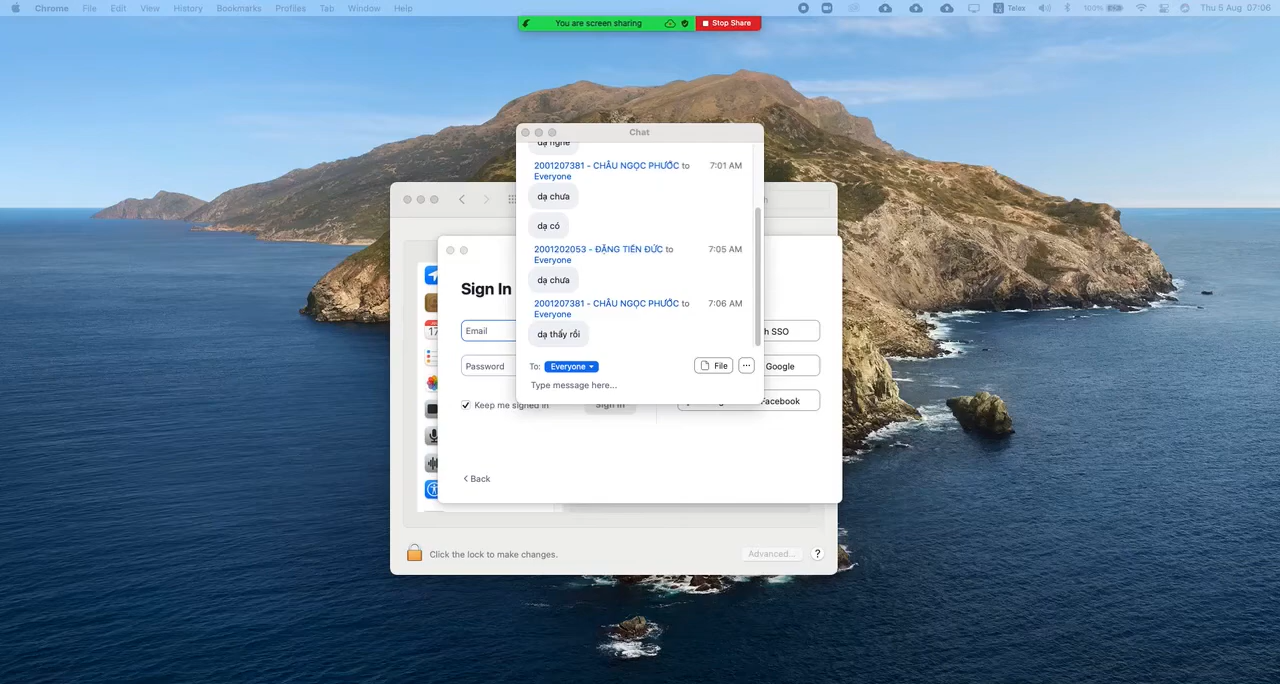 Chrome File Edit View History Bookmarks Profiles Tab Window Help
Telex 100% Thu 5 Aug 07:06
You are screen sharing Stop Share
Chat
dạ nghe
2001207381 - CHÂU NGỌC PHƯỚC to 7:01 AM
Everyone
dạ chưa
dạ có
2001202053 - ĐẶNG TIẾN ĐỨC to 7:05 AM
Everyone
dạ chưa
2001207381 - CHÂU NGỌC PHƯỚC to 7:06 AM
Everyone
dạ thấy rồi
To: Everyone File
Type message here...
Sign In
Email
Password
Keep me signed in
Sign In
SSO
Google
Facebook
17
< Back
Click the lock to make changes.
Advanced... ?